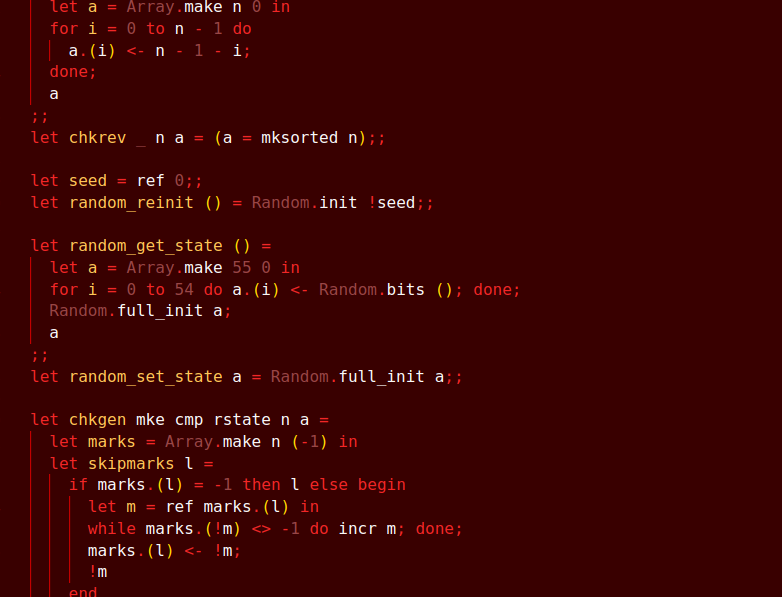 let a = Array.make n 0 in
for i = 0 to n - 1 do
a.(i) <- n - 1 - i;
done;
a
;;
let chkrev _ n a = (a = mksorted n);;
let seed = ref 0;;
let random_reinit () = Random.init !seed;;
let random_get_state () =
let a = Array.make 55 0 in
for i = 0 to 54 do a.(i) <- Random.bits (); done;
Random.full_init a;
a
;;
let random_set_state a = Random.full_init a;;
let chkgen mke cmp rstate n a =
let marks = Array.make n (-1) in
let skipmarks l =
if marks.(l) = -1 then l else begin
let m = ref marks.(l) in
while marks.(!m) <> -1 do incr m; done;
marks.(l) <- !m;
!m
end